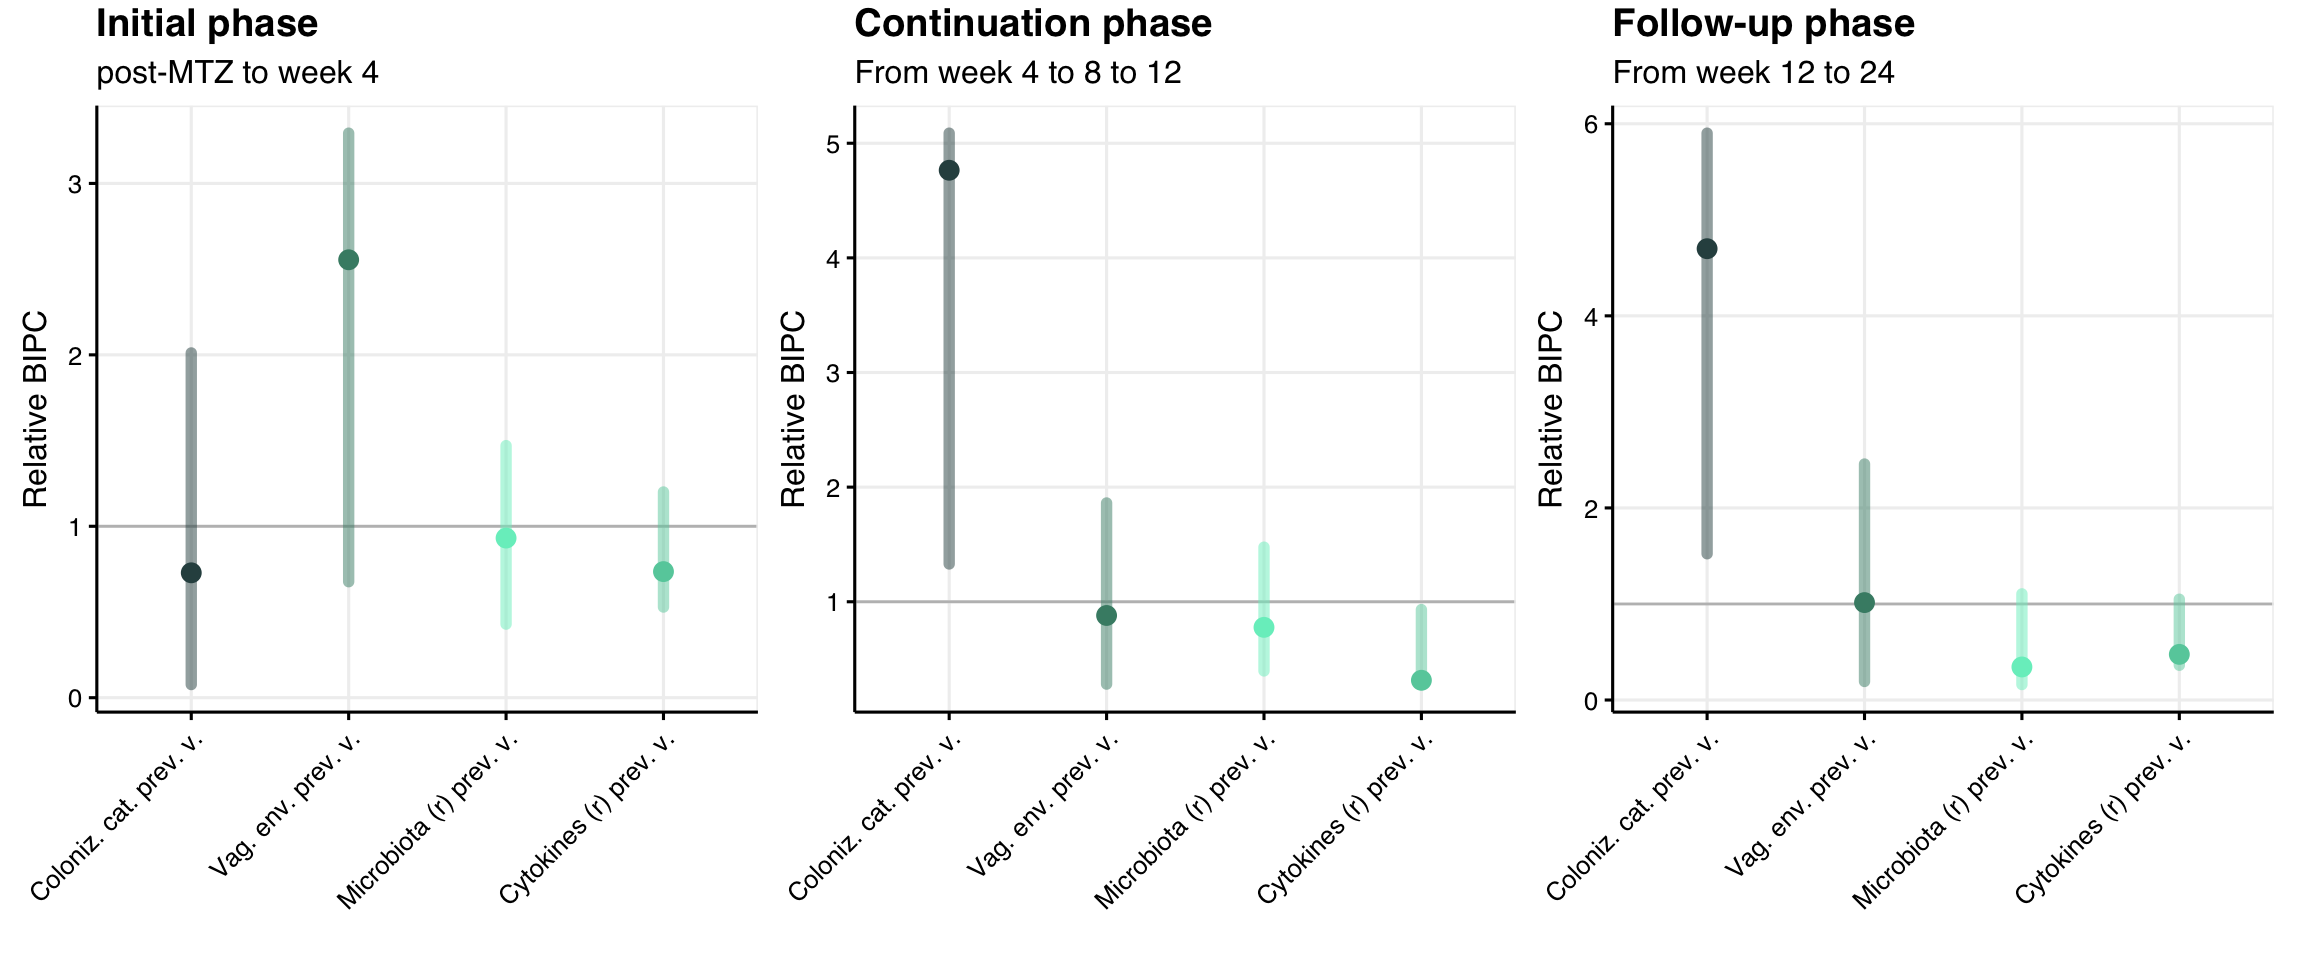 Initial phase
post-MTZ to week 4
Relative BIPC
3
2
1
0
Coloniz. cat. prev. v.
Vag. env. prev. v.
Microbiota (r) prev. v.
Cytokines (r) prev. v.
Continuation phase
From week 4 to 8 to 12
Relative BIPC
5
4
3
2
1
Coloniz. cat. prev. v.
Vag. env. prev. v.
Microbiota (r) prev. v.
Cytokines (r) prev. v.
Follow-up phase
From week 12 to 24
Relative BIPC
6
4
2
0
Coloniz. cat. prev. v.
Vag. env. prev. v.
Microbiota (r) prev. v.
Cytokines (r) prev. v.